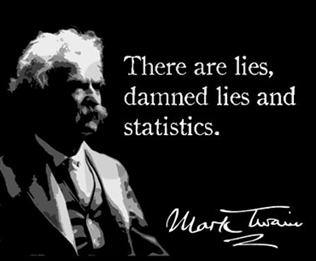 There are lies,
damned lies and
statistics.
Mark Twain